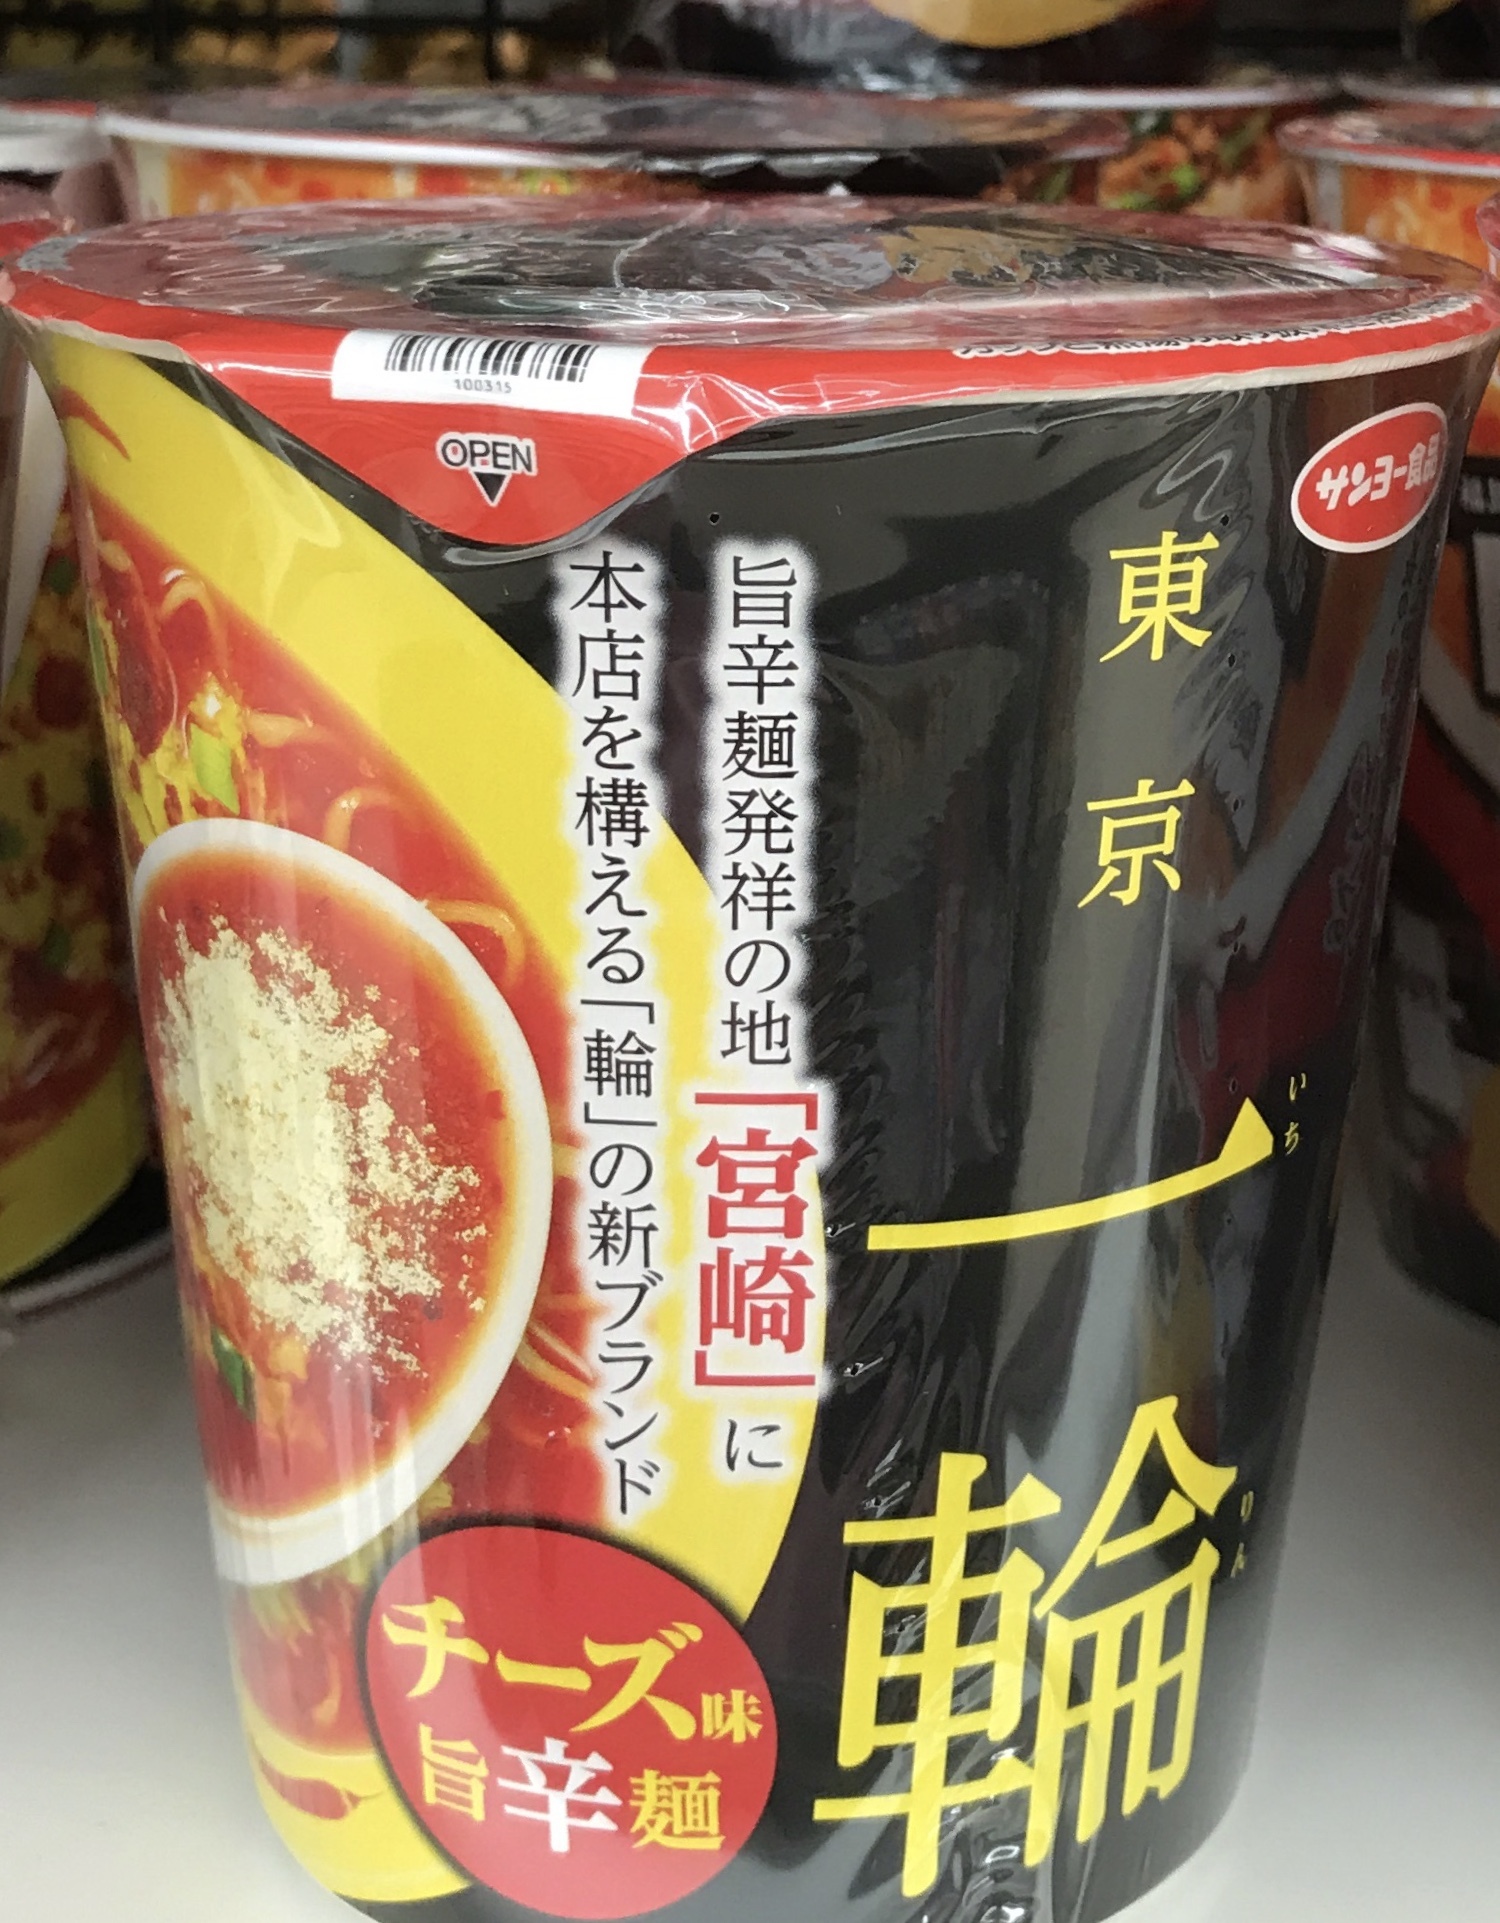 100315
OPEN
サンヨー食品
東京
一輪
いち
りん
旨辛麺発祥の地「宮崎」に
本店を構える「輪」の新ブランド
チーズ味
旨辛麺